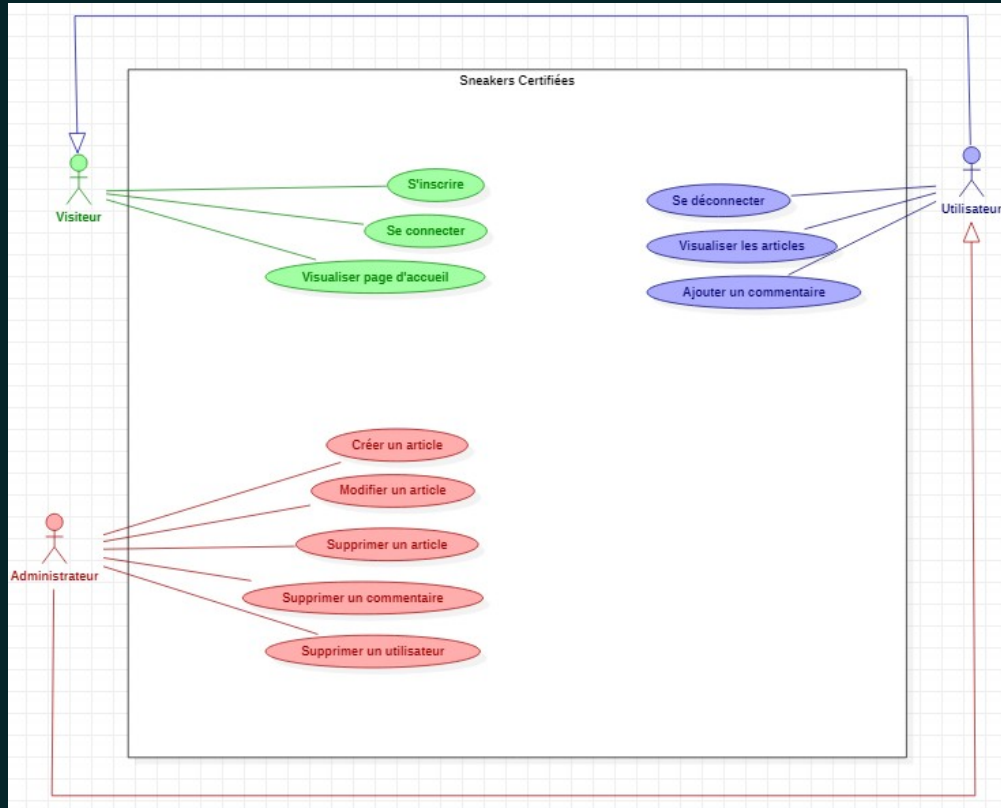 Sneakers Certifiées
S'inscrire
Se connecter
Visualiser page d'accueil
Visiteur
Se déconnecter
Visualiser les articles
Ajouter un commentaire
Utilisateur
Créer un article
Modifier un article
Supprimer un article
Supprimer un commentaire
Supprimer un utilisateur
Administrateur